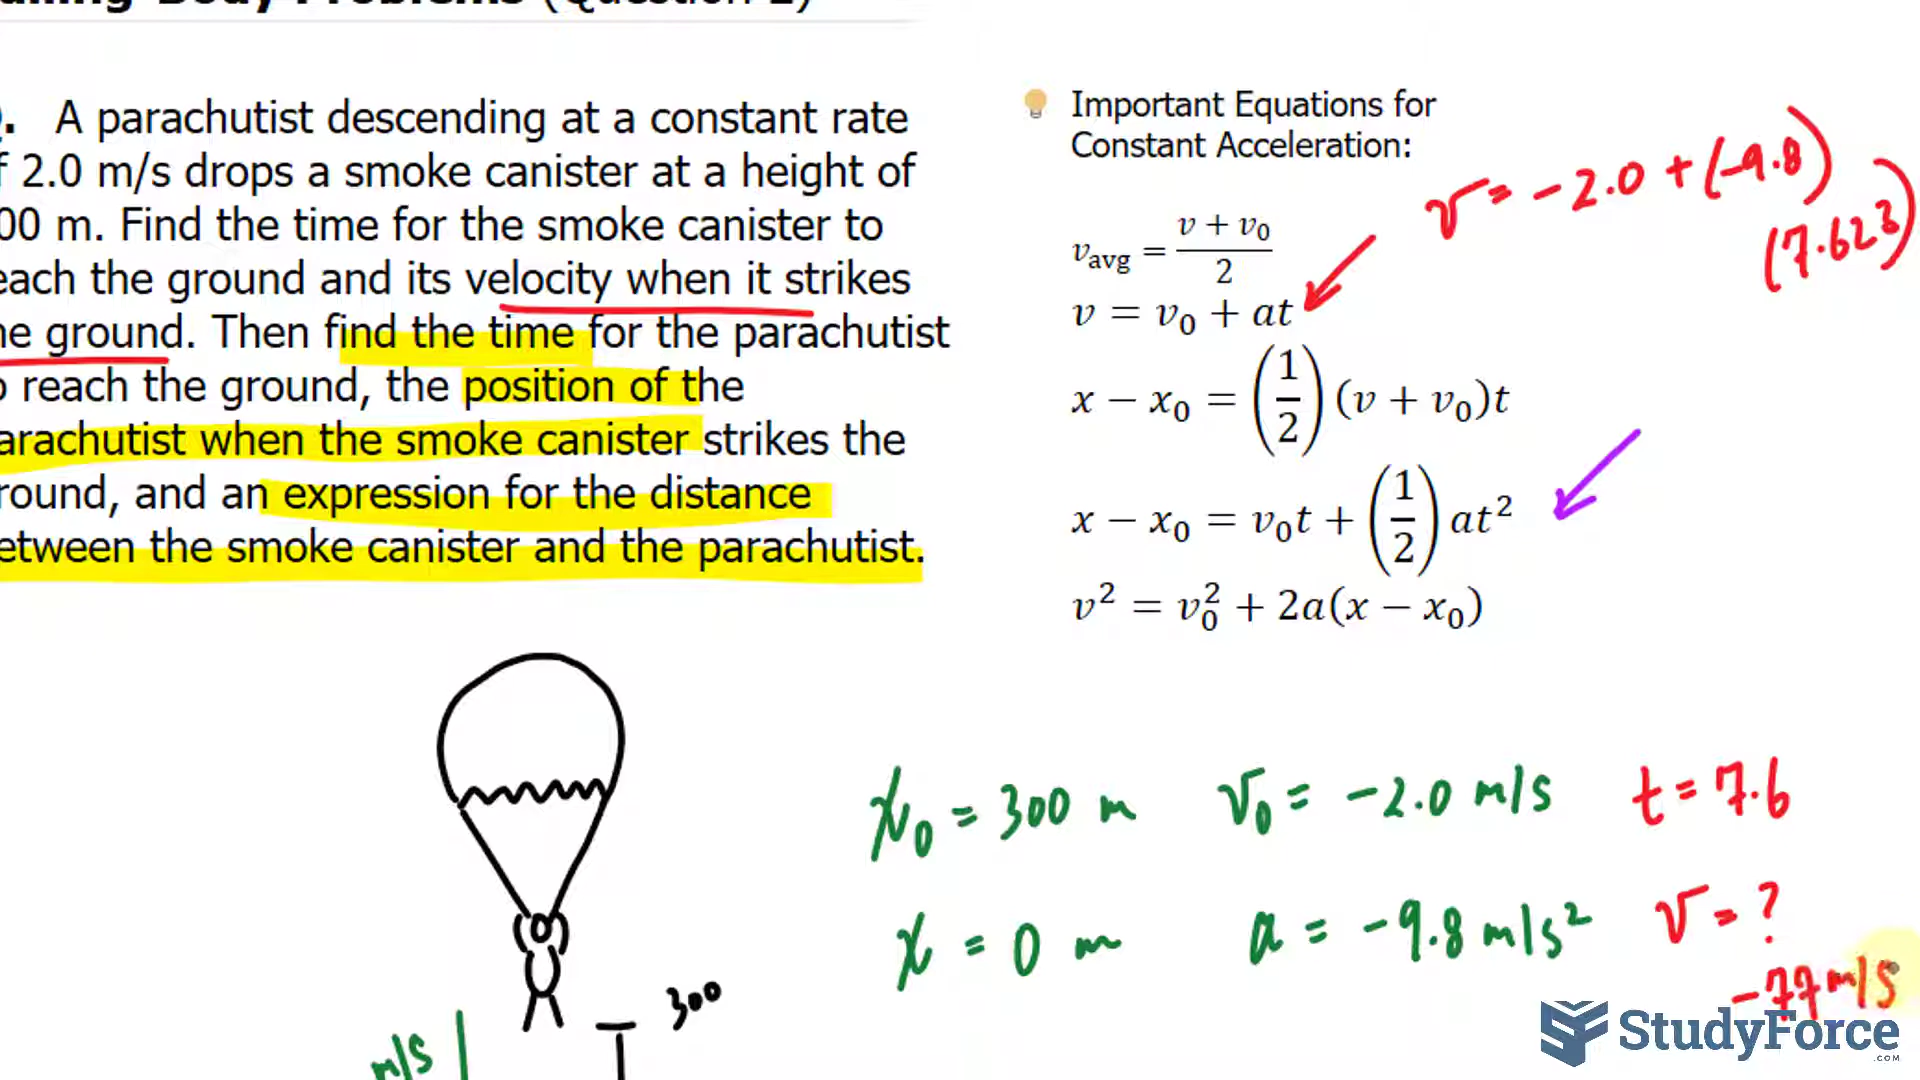 alling Body Problems (Question 2)
. A parachutist descending at a constant rate
f 2.0 m/s drops a smoke canister at a height of
00 m. Find the time for the smoke canister to
each the ground and its velocity when it strikes
he ground. Then find the time for the parachutist
o reach the ground, the position of the
arachutist when the smoke canister strikes the
round, and an expression for the distance
etween the smoke canister and the parachutist.
Important Equations for
Constant Acceleration:
v = -2.0 + (-9.8)
(7.623)
v_avg = (v + v₀)/2
v = v₀ + at
x − x₀ = (1/2)(v + v₀)t
x − x₀ = v₀t + (1/2)at²
v² = v₀² + 2a(x − x₀)
x₀ = 300 m v₀ = -2.0 m/s t = 7.6
x = 0 m a = -9.8 m/s² v = ?
-77 m/s
300
m/s
StudyForce
.COM